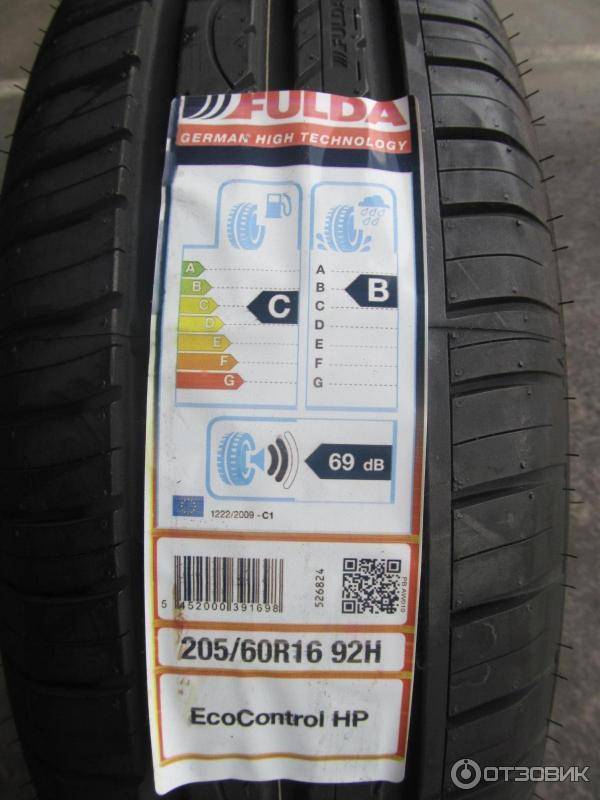 FULDA
FULDA
GERMAN HIGH TECHNOLOGY
A
B
C
D
E
F
G
C
A
B
C
D
E
F
G
B
69 dB
1222/2009 - C1
5 452000 391698
526824
205/60R16 92H
EcoControl HP
ОТЗОВИК